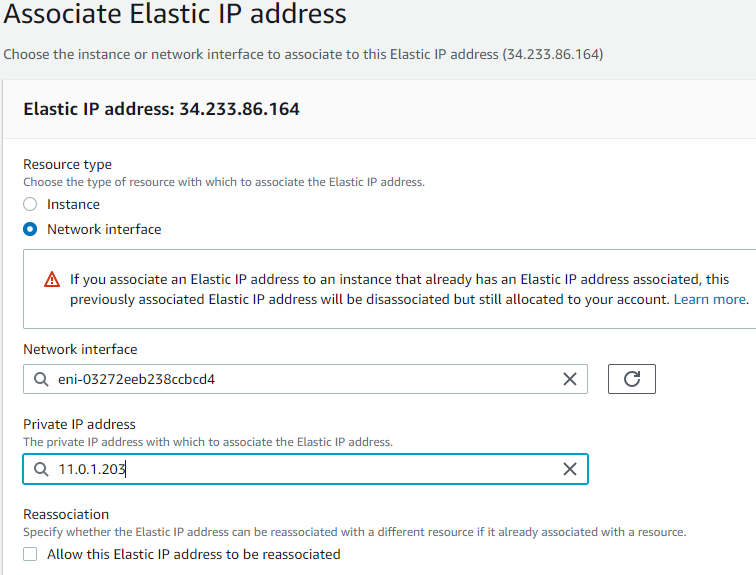 Associate Elastic IP address
Choose the instance or network interface to associate to this Elastic IP address (34.233.86.164)
Elastic IP address: 34.233.86.164
Resource type
Choose the type of resource with which to associate the Elastic IP address.
Instance
Network interface
If you associate an Elastic IP address to an instance that already has an Elastic IP address associated, this
previously associated Elastic IP address will be disassociated but still allocated to your account. Learn more.
Network interface
eni-03272eeb238ccbcd4
Private IP address
The private IP address with which to associate the Elastic IP address.
11.0.1.203
Reassociation
Specify whether the Elastic IP address can be reassociated with a different resource if it already associated with a resource.
Allow this Elastic IP address to be reassociated